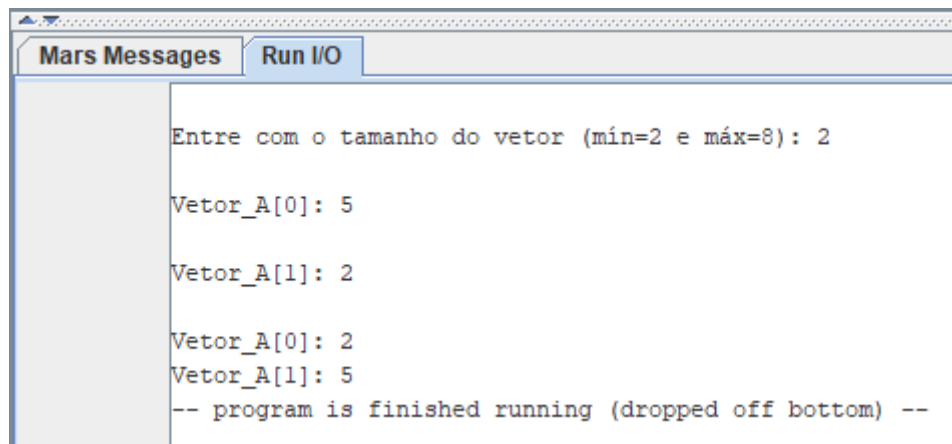 Mars Messages Run I/O
Entre com o tamanho do vetor (mín=2 e máx=8): 2
Vetor_A[0]: 5
Vetor_A[1]: 2
Vetor_A[0]: 2
Vetor_A[1]: 5
-- program is finished running (dropped off bottom) --